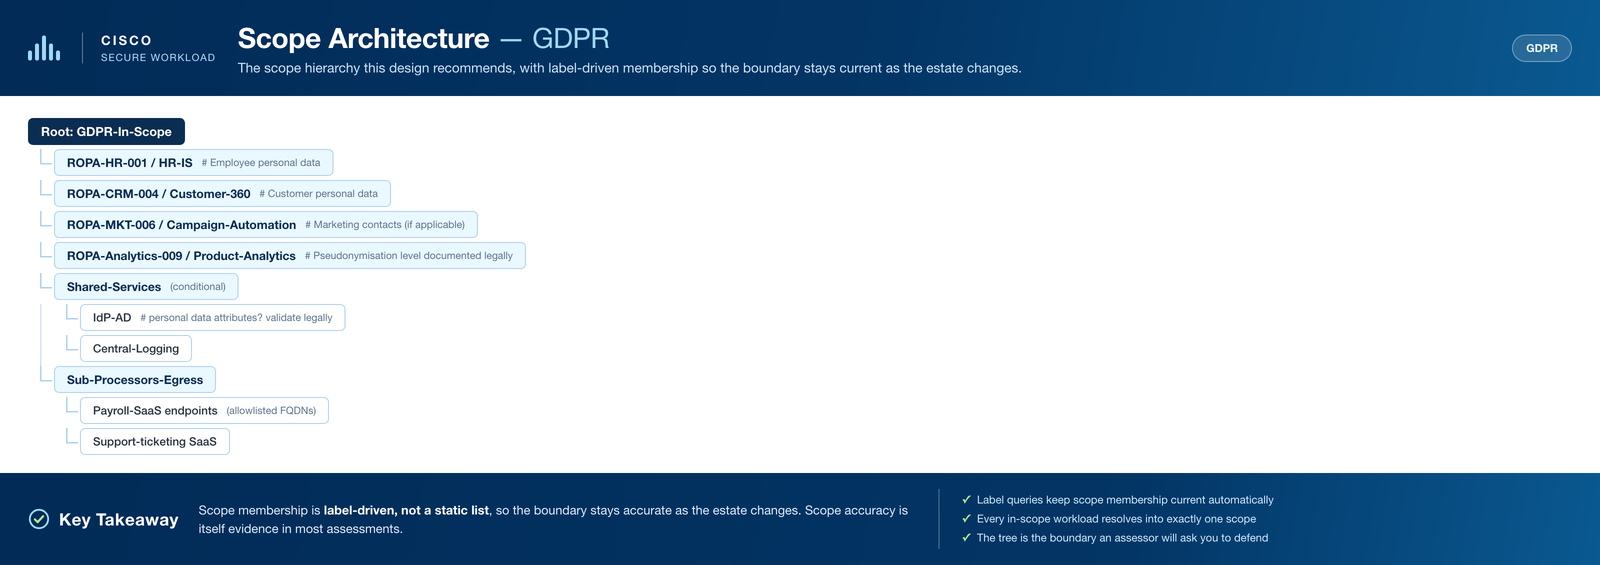 CISCO
SECURE WORKLOAD
Scope Architecture — GDPR
The scope hierarchy this design recommends, with label-driven membership so the boundary stays current as the estate changes.
GDPR
Root: GDPR-In-Scope
ROPA-HR-001 / HR-IS # Employee personal data
ROPA-CRM-004 / Customer-360 # Customer personal data
ROPA-MKT-006 / Campaign-Automation # Marketing contacts (if applicable)
ROPA-Analytics-009 / Product-Analytics # Pseudonymisation level documented legally
Shared-Services (conditional)
IdP-AD # personal data attributes? validate legally
Central-Logging
Sub-Processors-Egress
Payroll-SaaS endpoints (allowlisted FQDNs)
Support-ticketing SaaS
Key Takeaway
Scope membership is label-driven, not a static list, so the boundary stays accurate as the estate changes. Scope accuracy is
itself evidence in most assessments.
✓ Label queries keep scope membership current automatically
✓ Every in-scope workload resolves into exactly one scope
✓ The tree is the boundary an assessor will ask you to defend